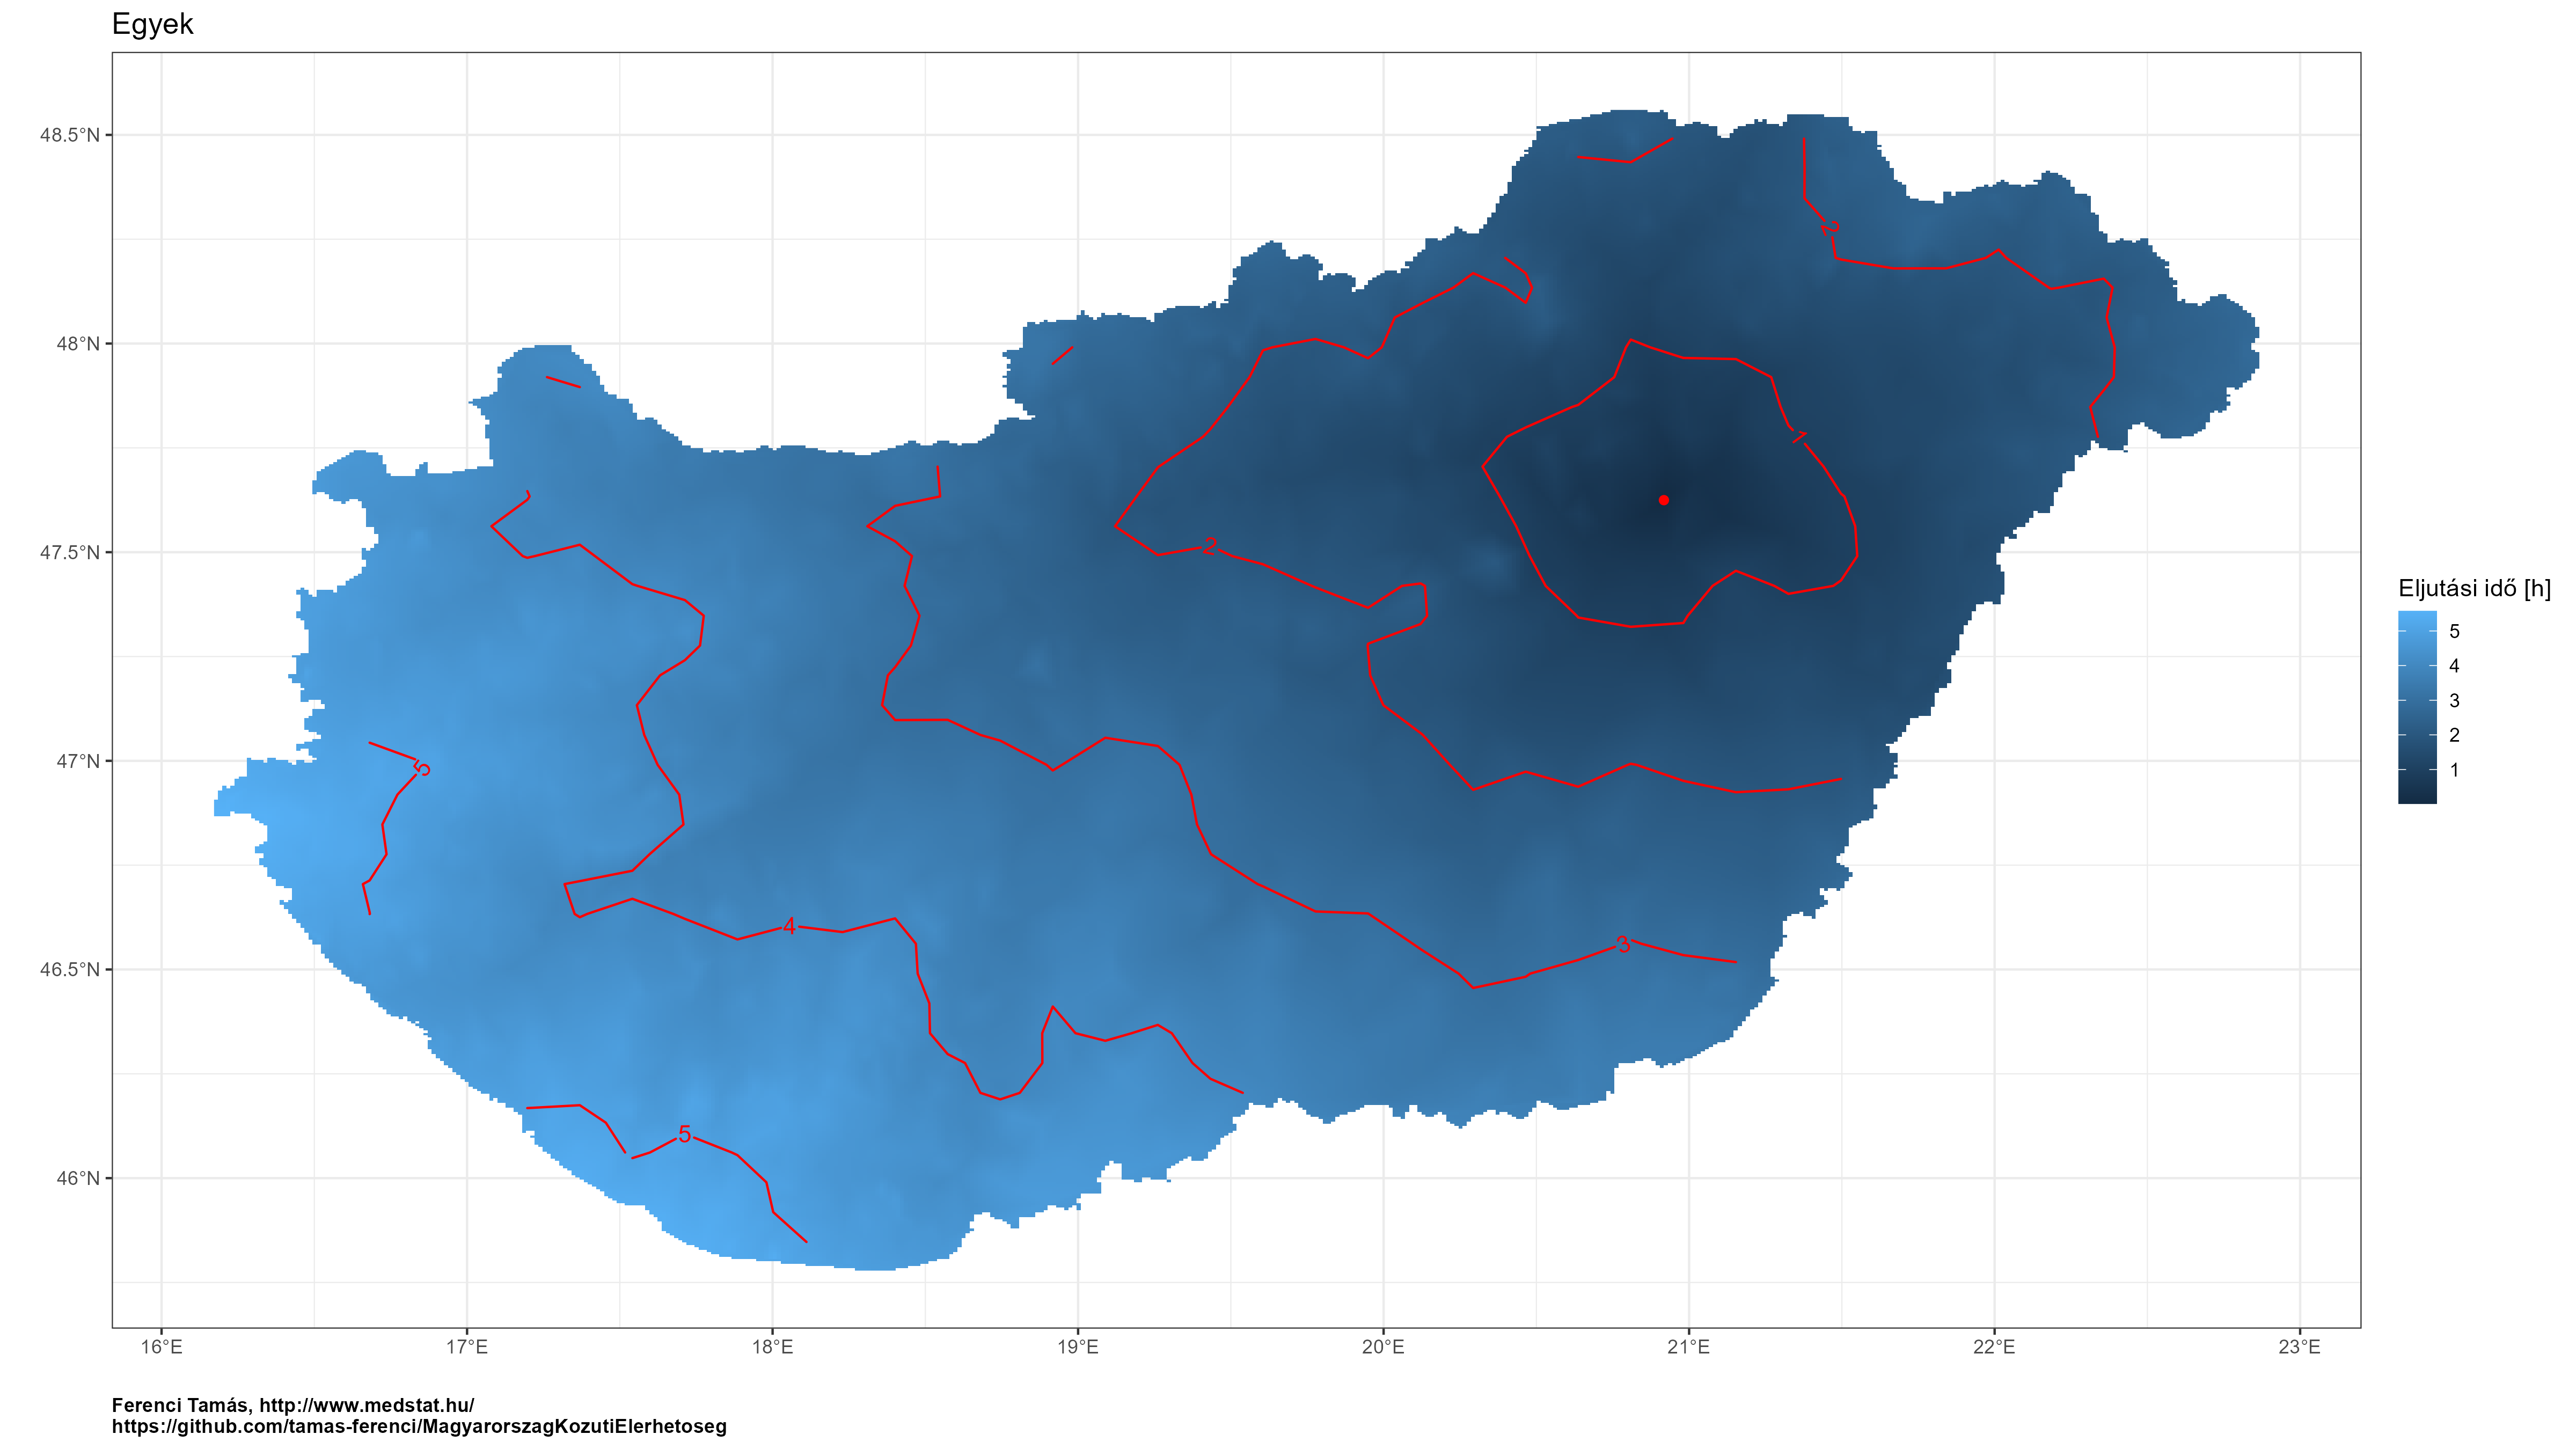 Egyek
48.5°N
48°N
47.5°N
47°N
46.5°N
46°N
16°E 17°E 18°E 19°E 20°E 21°E 22°E 23°E
2
1
2
5
4
3
5
Eljutási idő [h]
5
4
3
2
1
Ferenci Tamás, http://www.medstat.hu/
https://github.com/tamas-ferenci/MagyarorszagKozutiElerhetoseg